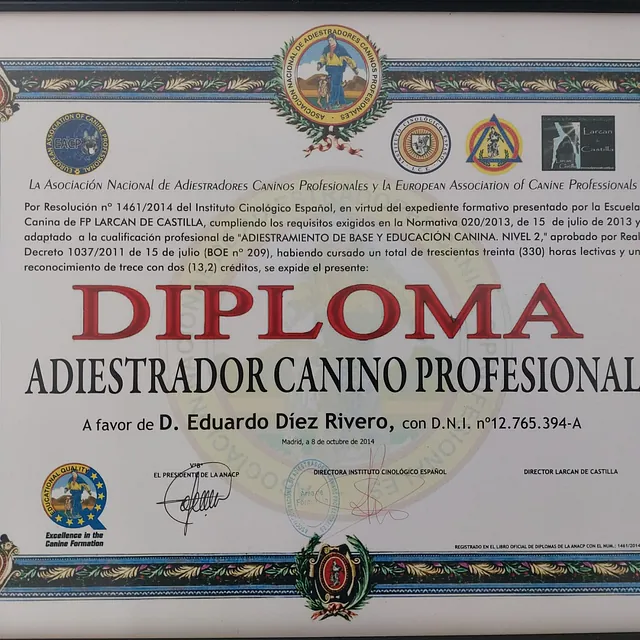 ASOCIACIÓN NACIONAL DE ADIESTRADORES CANINOS PROFESIONALES
EUROPEAN ASSOCIATION OF CANINE PROFESSIONAL
EACP
INSTITUTO CINOLÓGICO ESPAÑOL
I.C.E.
Larcan
de
Castilla
La Asociación Nacional de Adiestradores Caninos Profesionales y la European Association of Canine Professionals
Por Resolución nº 1461/2014 del Instituto Cinológico Español, en virtud del expediente formativo presentado por la Escuela
Canina de FP LARCAN DE CASTILLA, cumpliendo los requisitos exigidos en la Normativa 020/2013, de 15 de julio de 2013 y
adaptado a la cualificación profesional de "ADIESTRAMIENTO DE BASE Y EDUCACIÓN CANINA. NIVEL 2," aprobado por Real
Decreto 1037/2011 de 15 de julio (BOE nº 209), habiendo cursado un total de trescientas treinta (330) horas lectivas y un
reconocimiento de trece con dos (13,2) créditos, se expide el presente:
DIPLOMA
ADIESTRADOR CANINO PROFESIONAL
A favor de D. Eduardo Díez Rivero, con D.N.I. nº12.765.394-A
Madrid, a 8 de octubre de 2014
VºBº
EL PRESIDENTE DE LA ANACP
DIRECTORA INSTITUTO CINOLÓGICO ESPAÑOL
DIRECTOR LARCAN DE CASTILLA
EDUCATIONAL QUALITY
Excellence in the
Canine Formation
REGISTRADO EN EL LIBRO OFICIAL DE DIPLOMAS DE LA ANACP CON EL NUM.: 1461/2014